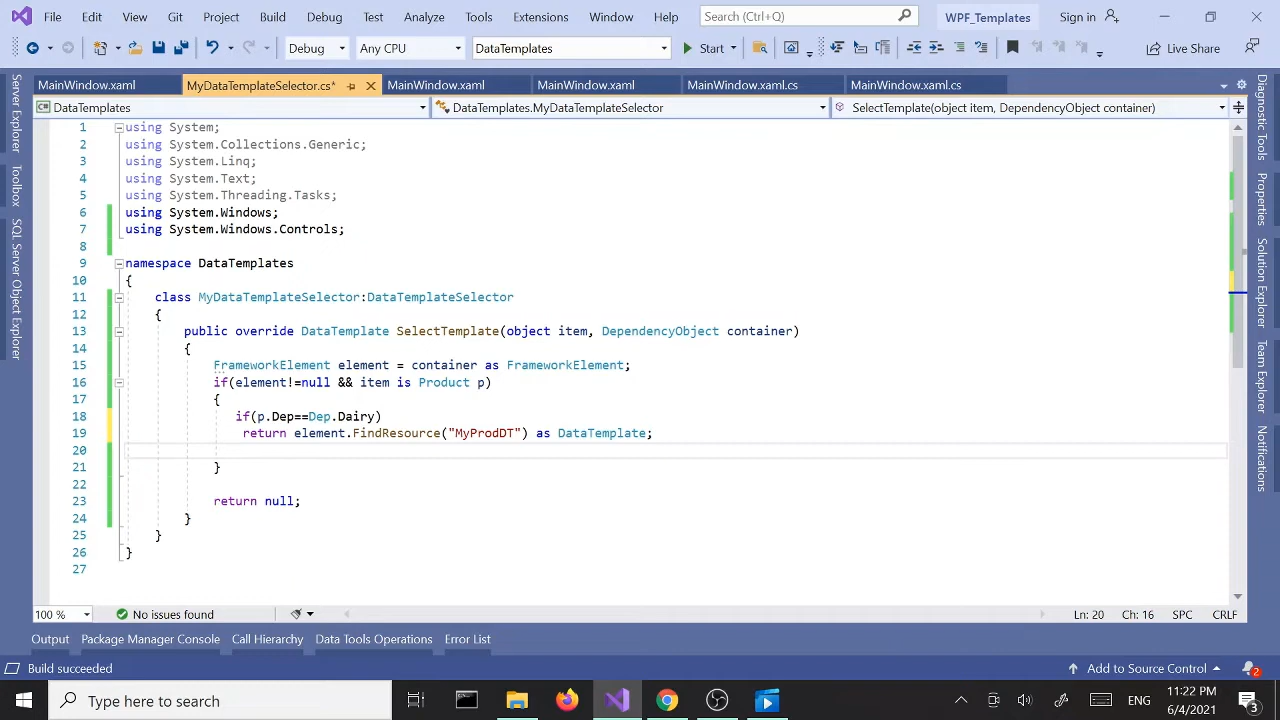 File Edit View Git Project Build Debug Test Analyze Tools Extensions Window Help Search (Ctrl+Q) WPF_Templates Sign in
Debug Any CPU DataTemplates Start Live Share
MainWindow.xaml MyDataTemplateSelector.cs* MainWindow.xaml MainWindow.xaml MainWindow.xaml.cs MainWindow.xaml.cs
DataTemplates DataTemplates.MyDataTemplateSelector SelectTemplate(object item, DependencyObject container)
1 using System;
2 using System.Collections.Generic;
3 using System.Linq;
4 using System.Text;
5 using System.Threading.Tasks;
6 using System.Windows;
7 using System.Windows.Controls;
8
9 namespace DataTemplates
10 {
11 class MyDataTemplateSelector:DataTemplateSelector
12 {
13 public override DataTemplate SelectTemplate(object item, DependencyObject container)
14 {
15 FrameworkElement element = container as FrameworkElement;
16 if(element!=null && item is Product p)
17 {
18 if(p.Dep==Dep.Dairy)
19 return element.FindResource("MyProdDT") as DataTemplate;
20
21 }
22
23 return null;
24 }
25 }
26 }
27
100 % No issues found Ln: 20 Ch: 16 SPC CRLF
Output Package Manager Console Call Hierarchy Data Tools Operations Error List
Build succeeded Add to Source Control 2
Type here to search ENG 11:22 PM
6/4/2021 3
Server Explorer
Toolbox
SQL Server Object Explorer
Diagnostic Tools
Properties
Solution Explorer
Team Explorer
Notifications